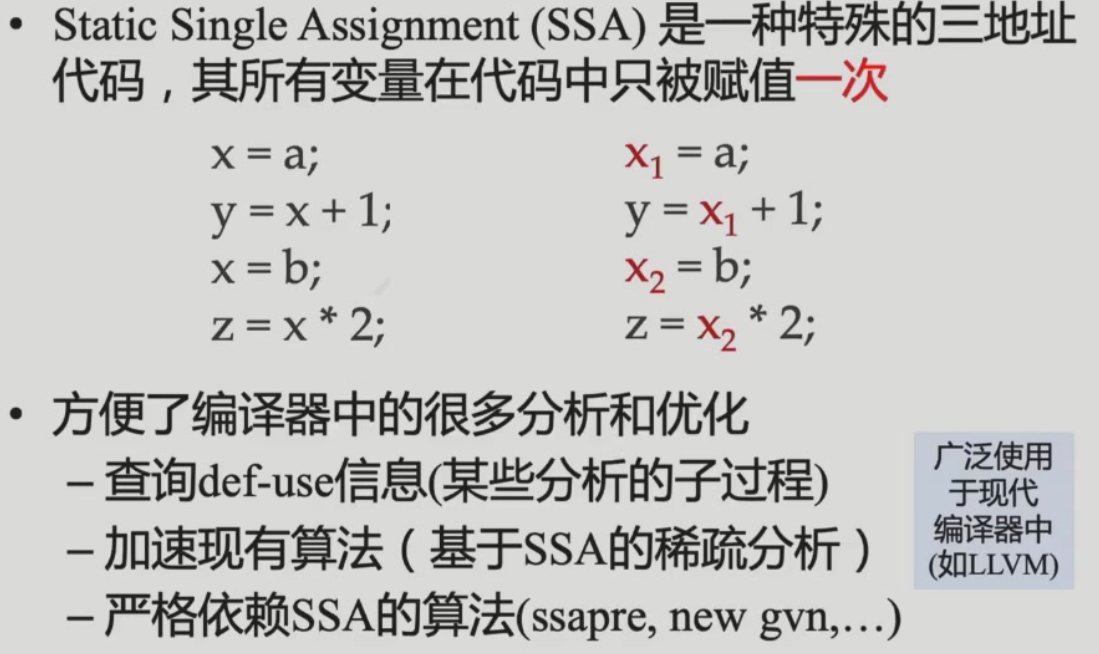 • Static Single Assignment (SSA) 是一种特殊的三地址
代码，其所有变量在代码中只被赋值一次
x = a;
y = x + 1;
x = b;
z = x * 2;
x₁ = a;
y = x₁ + 1;
x₂ = b;
z = x₂ * 2;
• 方便了编译器中的很多分析和优化
– 查询def-use信息(某些分析的子过程)
– 加速现有算法（基于SSA的稀疏分析）
– 严格依赖SSA的算法(ssapre, new gvn,…)
广泛使用
于现代
编译器中
(如LLVM)